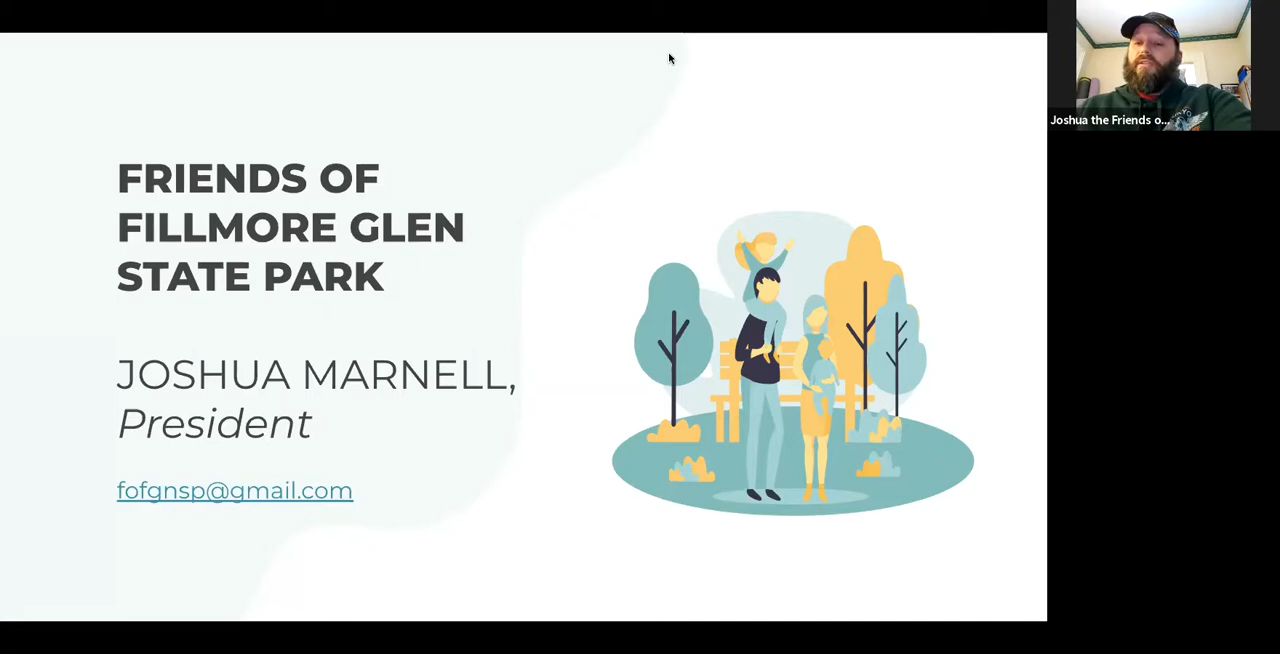 FRIENDS OF
FILLMORE GLEN
STATE PARK
JOSHUA MARNELL,
President
fofgnsp@gmail.com
Joshua the Friends o...